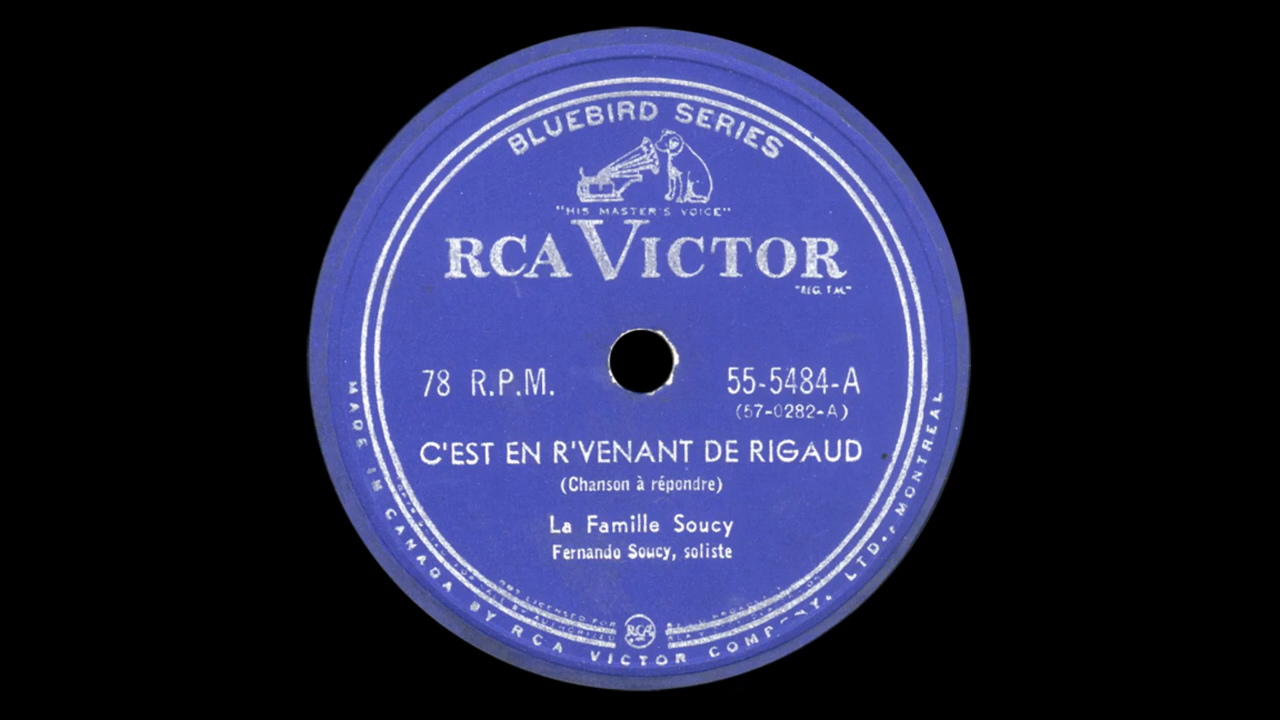 BLUEBIRD SERIES
"HIS MASTER'S VOICE"
RCA VICTOR
"REG. T.M."
78 R.P.M.
55-5484-A
(57-0282-A)
C'EST EN R'VENANT DE RIGAUD
(Chanson à répondre)
La Famille Soucy
Fernando Soucy, soliste
RCA
MADE IN CANADA BY RCA VICTOR COMPANY, LTD., MONTREAL